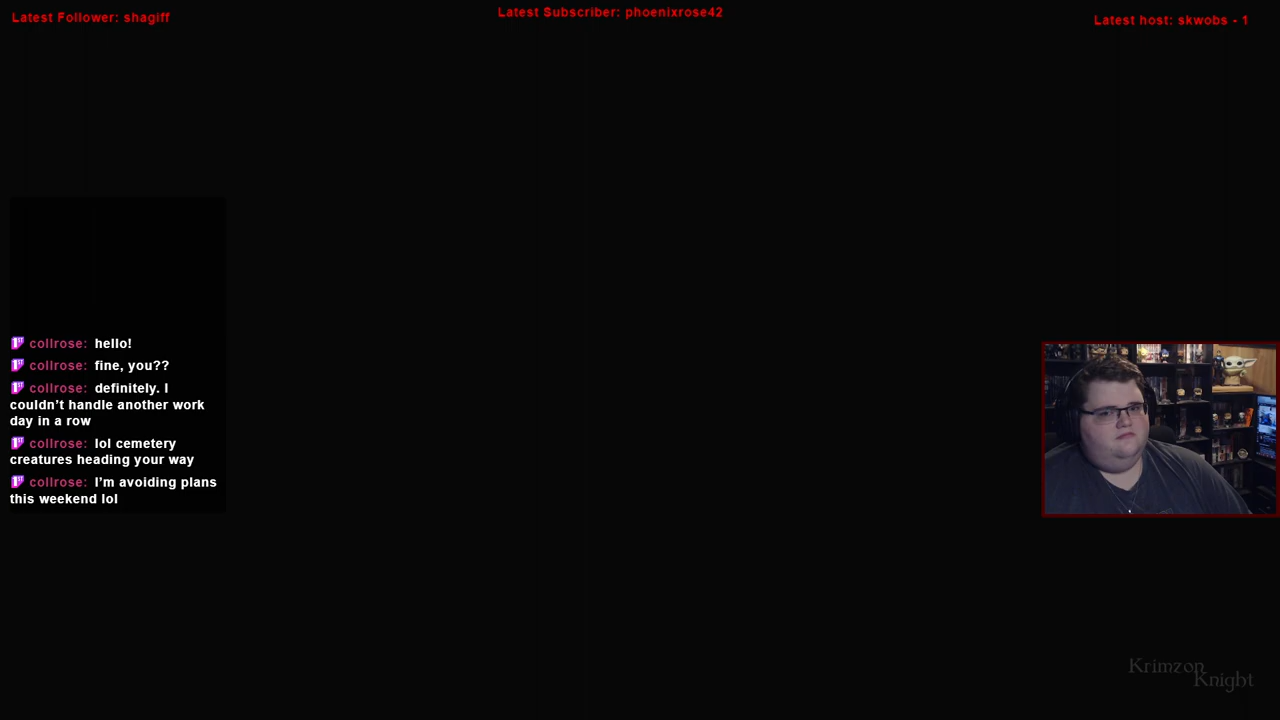 Latest Follower: shagiff
Latest Subscriber: phoenixrose42
Latest host: skwobs - 1
collrose: hello!
collrose: fine, you??
collrose: definitely. I
couldn't handle another work
day in a row
collrose: lol cemetery
creatures heading your way
collrose: I'm avoiding plans
this weekend lol
Krimzon
Knight